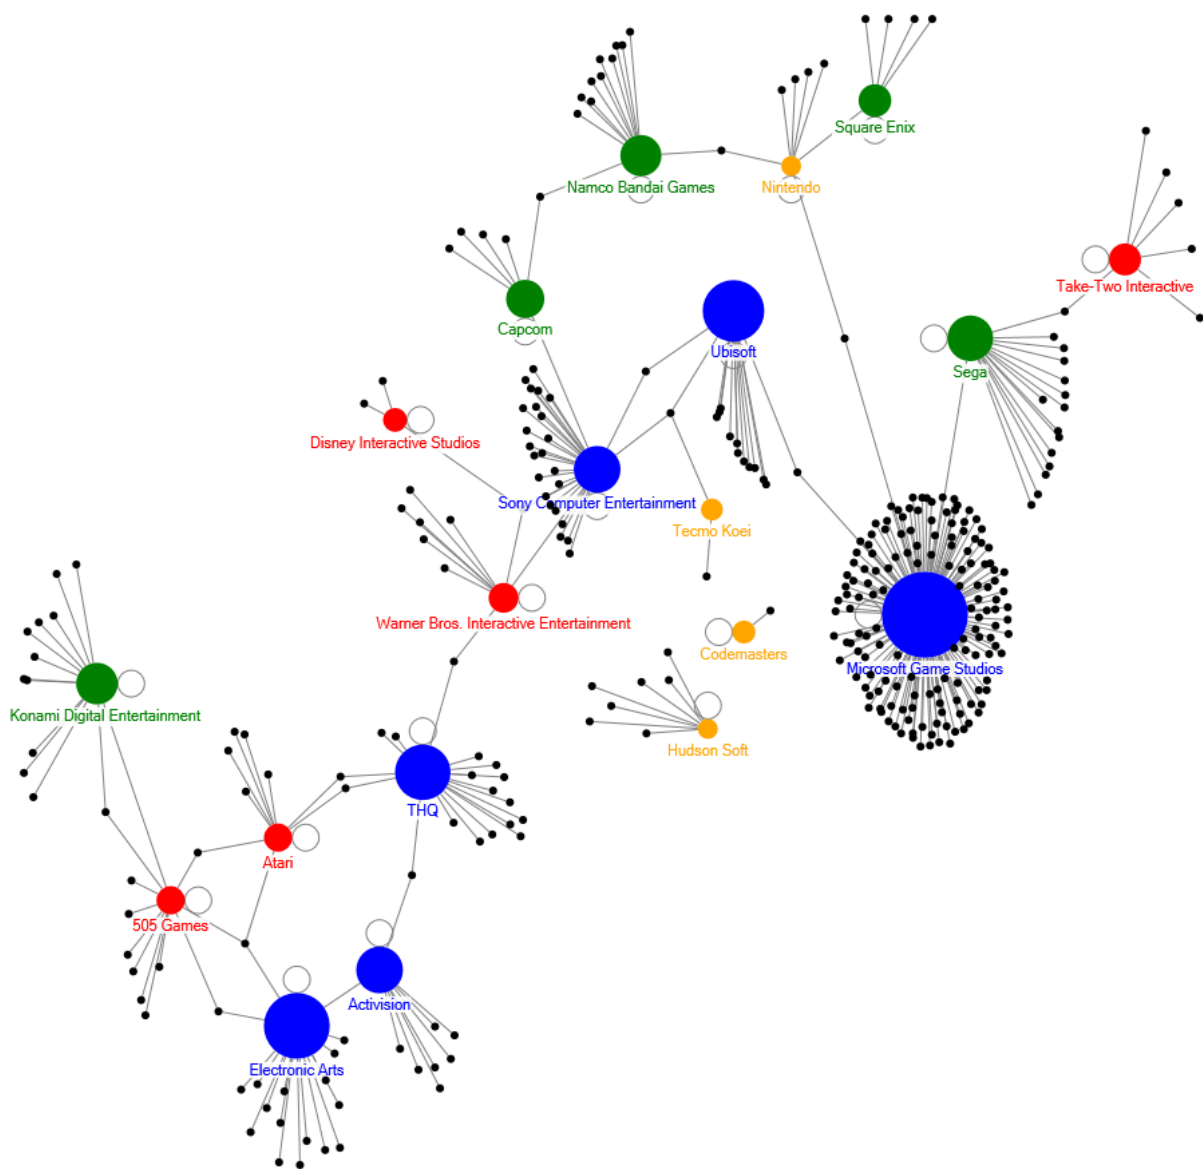 Square Enix
Namco Bandai Games
Nintendo
Take-Two Interactive
Capcom
Ubisoft
Sega
Disney Interactive Studios
Sony Computer Entertainment
Tecmo Koei
Warner Bros. Interactive Entertainment
Codemasters
Microsoft Game Studios
Konami Digital Entertainment
Hudson Soft
THQ
Atari
505 Games
Activision
Electronic Arts